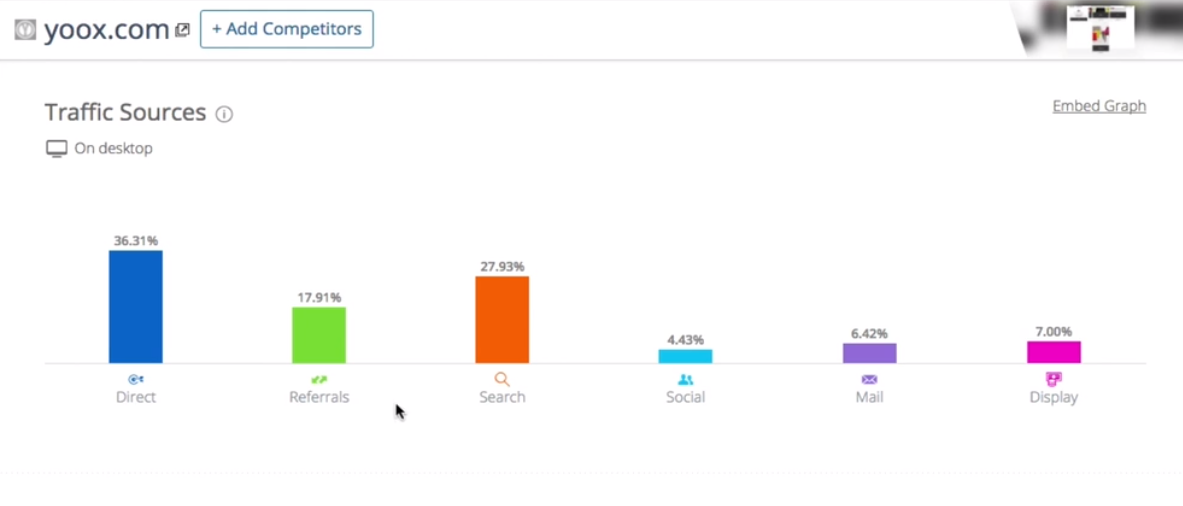 yoox.com + Add Competitors
Traffic Sources
Embed Graph
On desktop
36.31%
17.91%
27.93%
4.43%
6.42%
7.00%
Direct
Referrals
Search
Social
Mail
Display